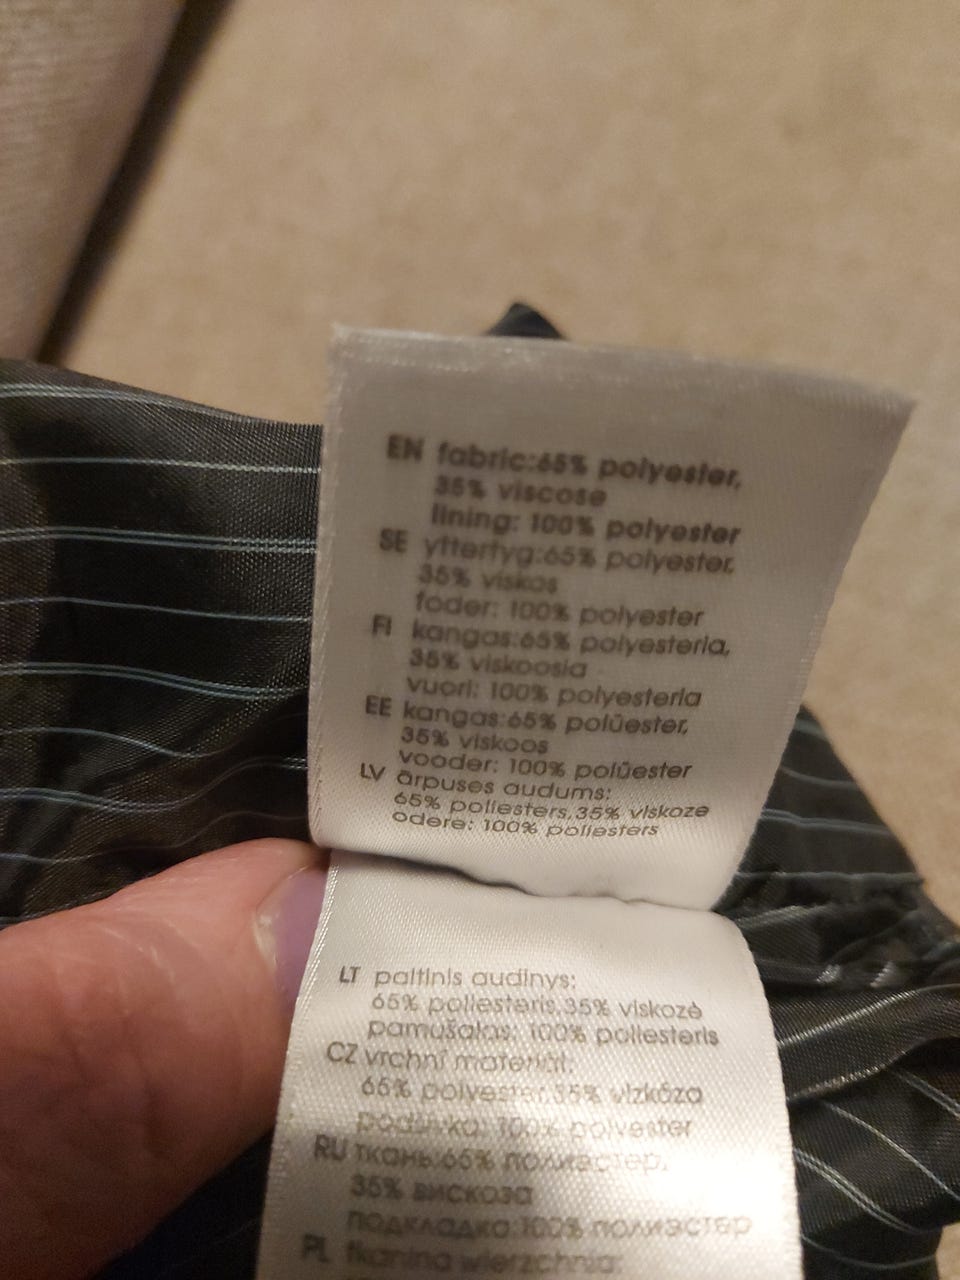 EN fabric:65% polyester,
35% viscose
lining: 100% polyester
SE yttertyg:65% polyester,
35% viskos
foder: 100% polyester
FI kangas:65% polyesteria,
35% viskoosia
vuori: 100% polyesteria
EE kangas:65% polüester,
35% viskoos
vooder: 100% polüester
LV ārpuses audums:
65% poliesters,35% viskoze
odere: 100% poliesters
LT paltinis audinys:
65% poliesteris,35% viskozė
pamušalas: 100% poliesteris
CZ vrchní materiál:
65% polyester,35% vizkóza
podšívka: 100% polyester
RU ткань:65% полиэстер,
35% вискоза
подкладка:100% полиэстер
PL tkanina wierzchnia: